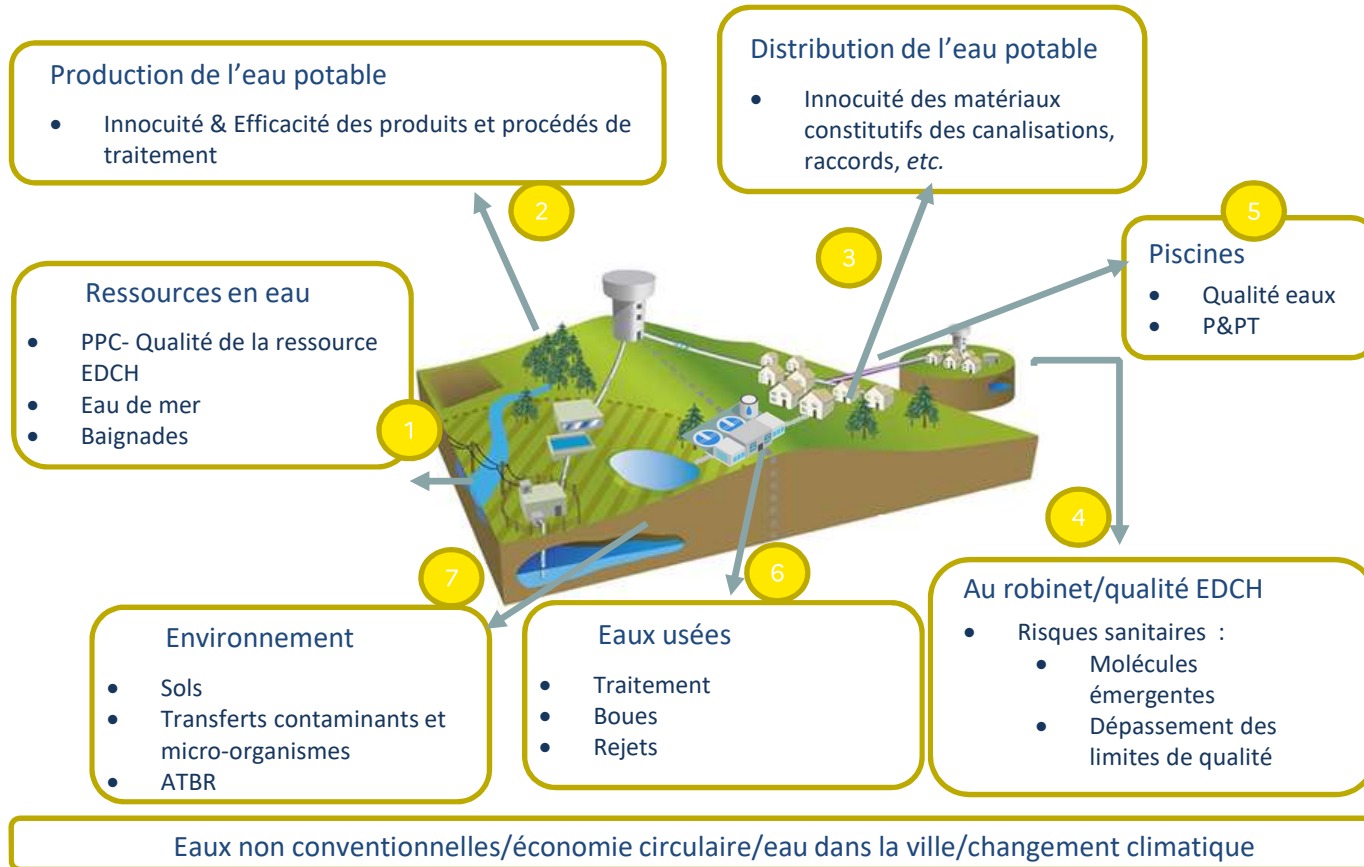 Production de l'eau potable
• Innocuité & Efficacité des produits et procédés de
traitement
2
Distribution de l'eau potable
• Innocuité des matériaux
constitutifs des canalisations,
raccords, etc.
3
5
Piscines
• Qualité eaux
• P&PT
Ressources en eau
• PPC- Qualité de la ressource
EDCH
• Eau de mer
• Baignades
1
4
Au robinet/qualité EDCH
• Risques sanitaires :
• Molécules
émergentes
• Dépassement des
limites de qualité
7
Environnement
• Sols
• Transferts contaminants et
micro-organismes
• ATBR
6
Eaux usées
• Traitement
• Boues
• Rejets
Eaux non conventionnelles/économie circulaire/eau dans la ville/changement climatique